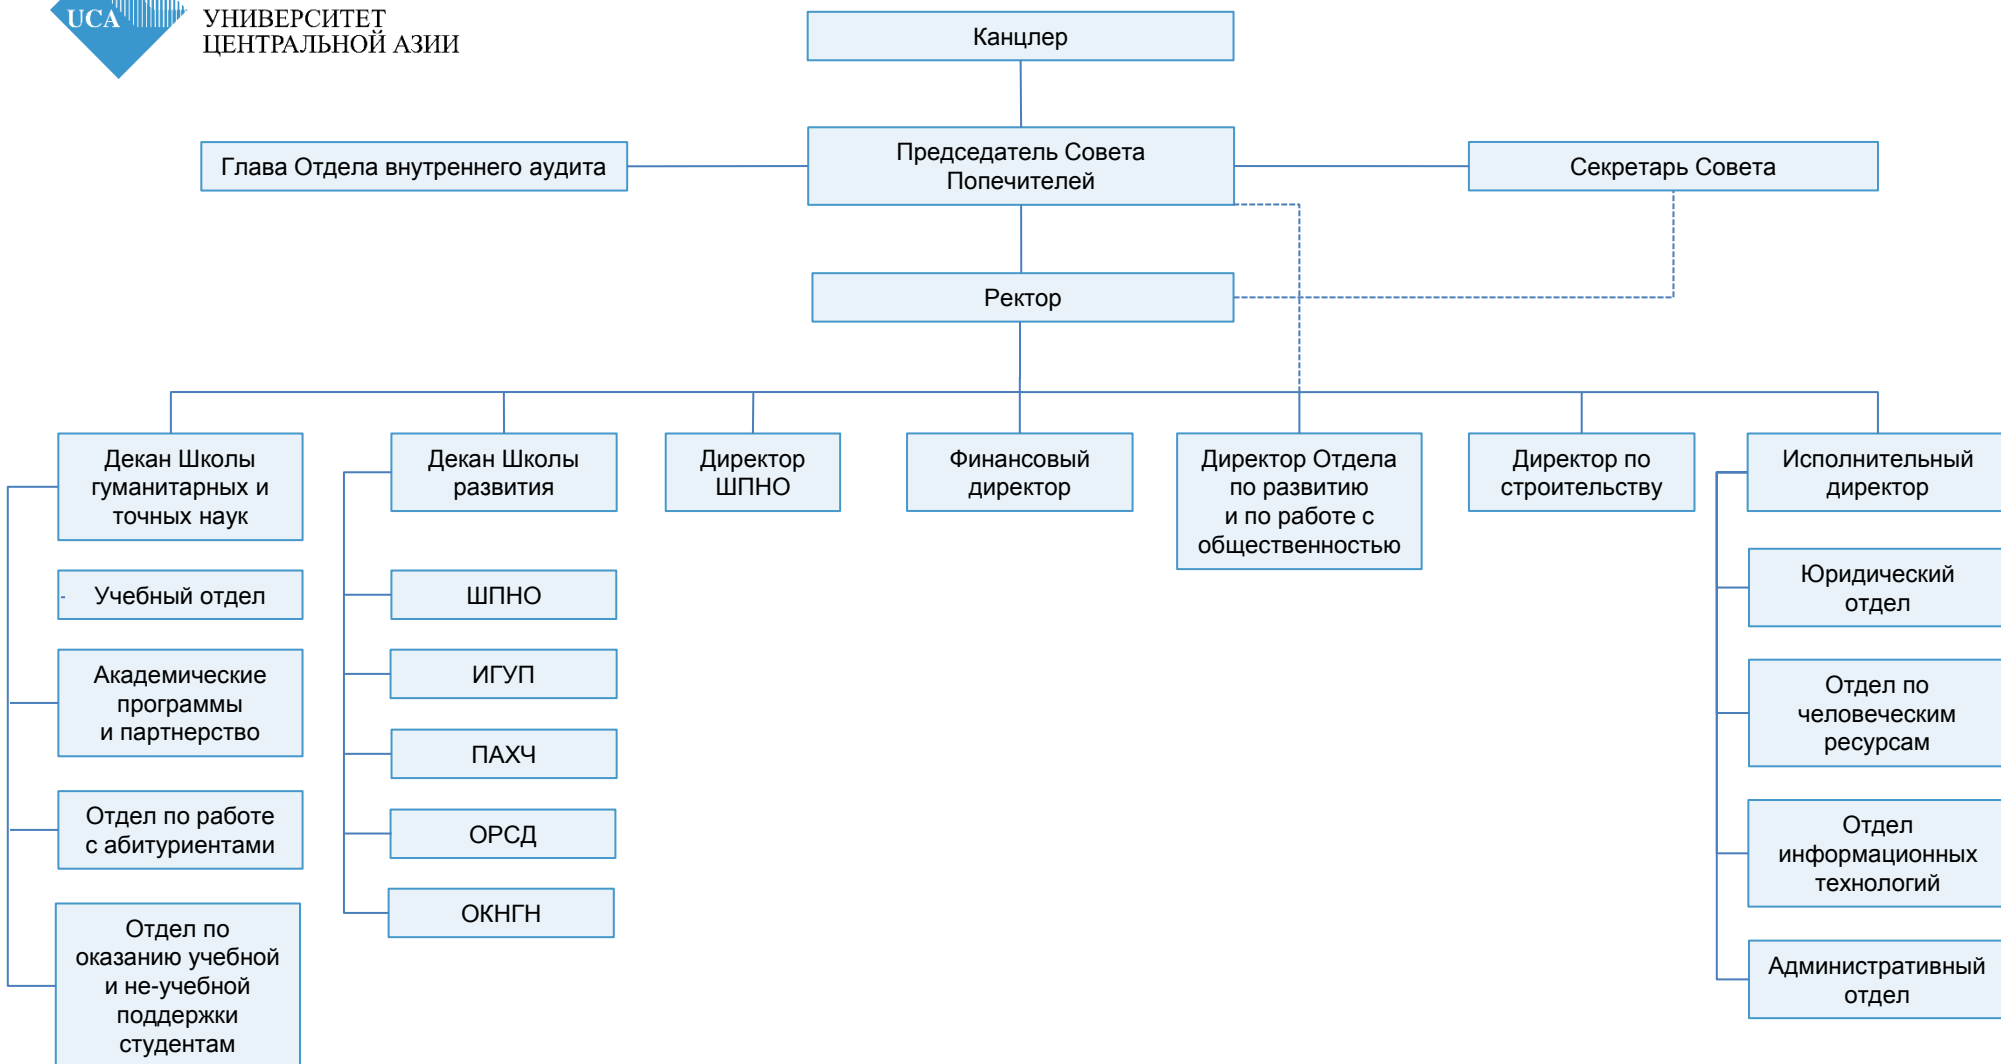 UCA
УНИВЕРСИТЕТ
ЦЕНТРАЛЬНОЙ АЗИИ
Канцлер
Глава Отдела внутреннего аудита
Председатель Совета
Попечителей
Секретарь Совета
Ректор
Декан Школы
гуманитарных и
точных наук
Декан Школы
развития
Директор
ШПНО
Финансовый
директор
Директор Отдела
по развитию
и по работе с
общественностью
Директор по
строительству
Исполнительный
директор
Учебный отдел
Академические
программы
и партнерство
Отдел по работе
с абитуриентами
Отдел по
оказанию учебной
и не-учебной
поддержки
студентам
ШПНО
ИГУП
ПАХЧ
ОРСД
ОКНГН
Юридический
отдел
Отдел по
человеческим
ресурсам
Отдел
информационных
технологий
Административный
отдел